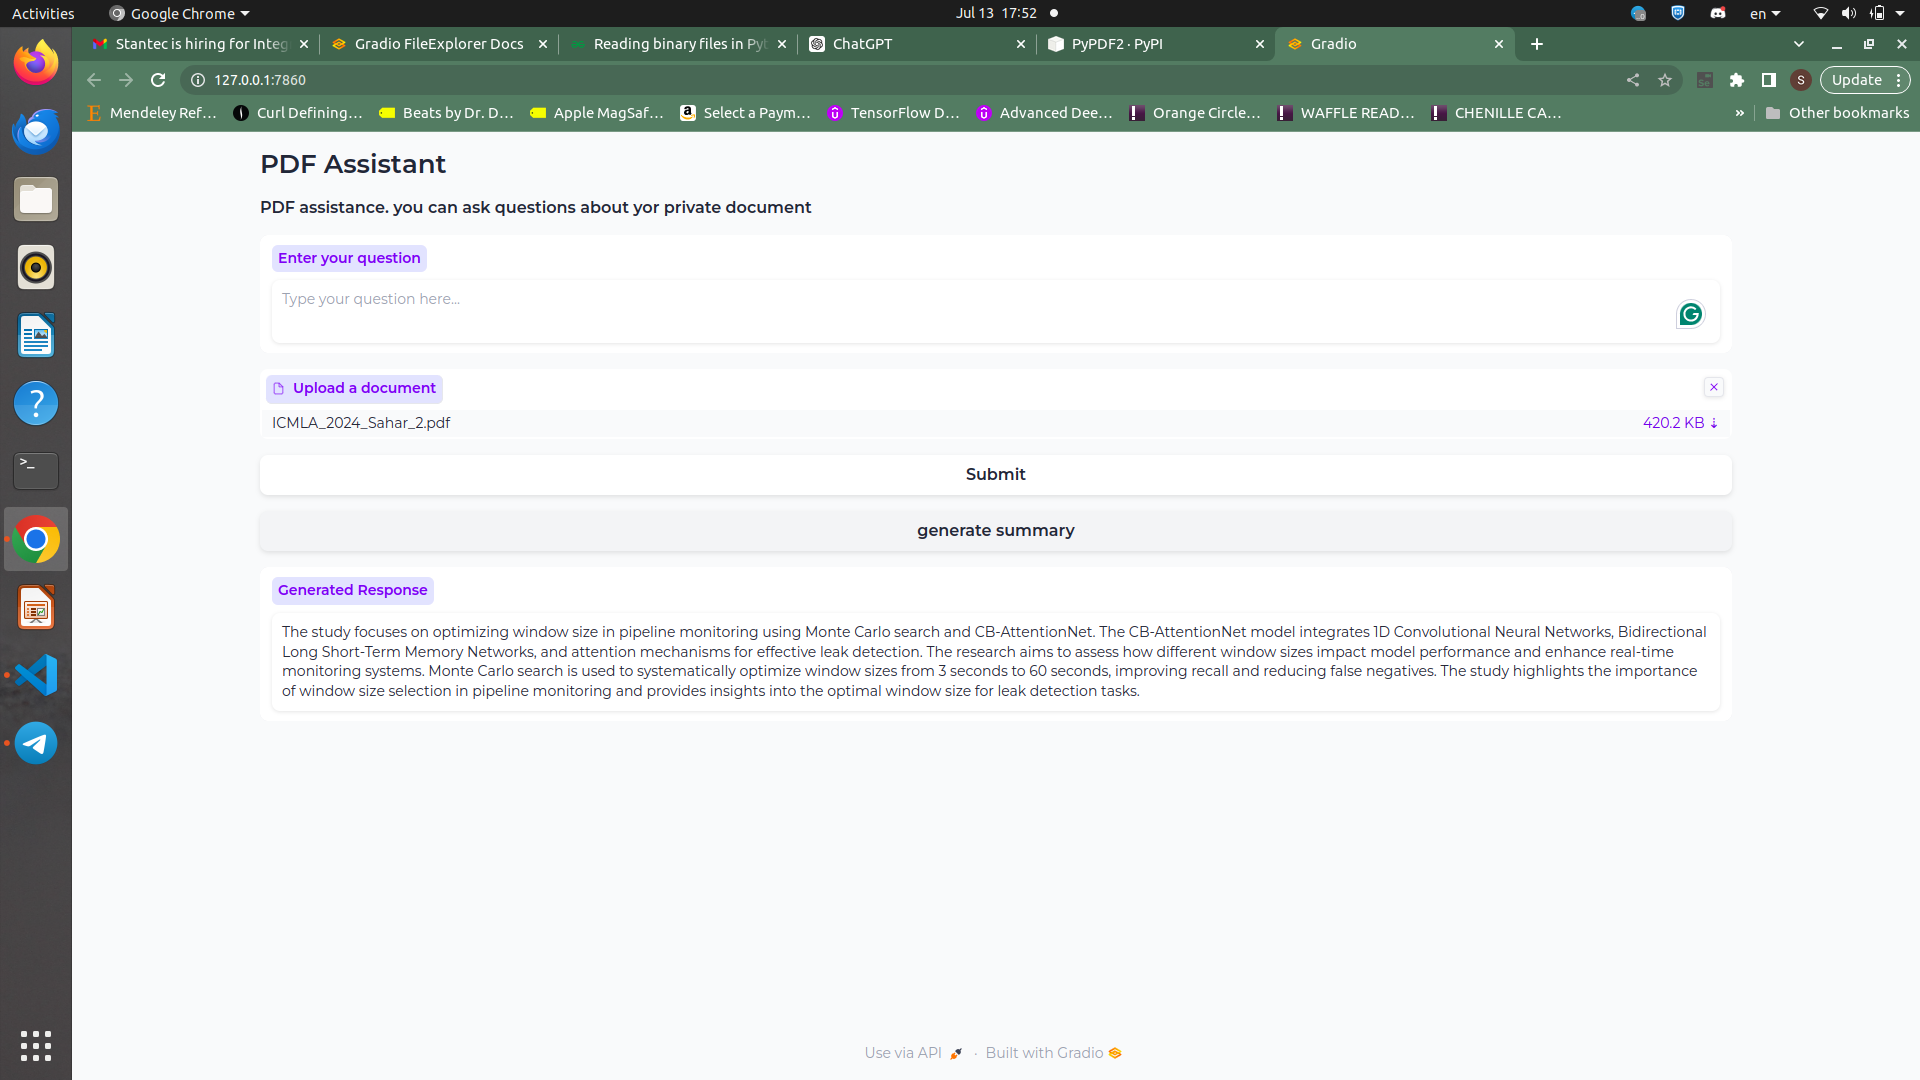 Activities
Google Chrome
Jul 13 17:52
en
Stantec is hiring for Integ
Gradio FileExplorer Docs
Reading binary files in Pyt
ChatGPT
PyPDF2 · PyPI
Gradio
127.0.0.1:7860
S
Update
Mendeley Ref…
Curl Defining…
Beats by Dr. D…
Apple MagSaf…
Select a Paym…
TensorFlow D…
Advanced Dee…
Orange Circle…
WAFFLE READ…
CHENILLE CA…
»
Other bookmarks
PDF Assistant
PDF assistance. you can ask questions about yor private document
Enter your question
Type your question here...
Upload a document
ICMLA_2024_Sahar_2.pdf
420.2 KB ⇣
Submit
generate summary
Generated Response
The study focuses on optimizing window size in pipeline monitoring using Monte Carlo search and CB-AttentionNet. The CB-AttentionNet model integrates 1D Convolutional Neural Networks, Bidirectional
Long Short-Term Memory Networks, and attention mechanisms for effective leak detection. The research aims to assess how different window sizes impact model performance and enhance real-time
monitoring systems. Monte Carlo search is used to systematically optimize window sizes from 3 seconds to 60 seconds, improving recall and reducing false negatives. The study highlights the importance
of window size selection in pipeline monitoring and provides insights into the optimal window size for leak detection tasks.
Use via API · Built with Gradio